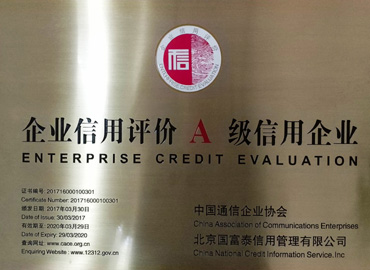 信
企业信用评价 A 级信用企业
ENTERPRISE CREDIT EVALUATION
证书编号: 201716000100301
Certificate Number: 201716000100301
颁发日期: 2017年03月30日
Date of Issue: 30/03/2017
有效期至: 2020年03月29日
Date of Expiry: 29/03/2020
查询网址: www.cace.org.cn
Enquiring Website: www.12312.gov.cn
中国通信企业协会
China Association of Communications Enterprises
北京国富泰信用管理有限公司
China National Credit Information Service.Inc